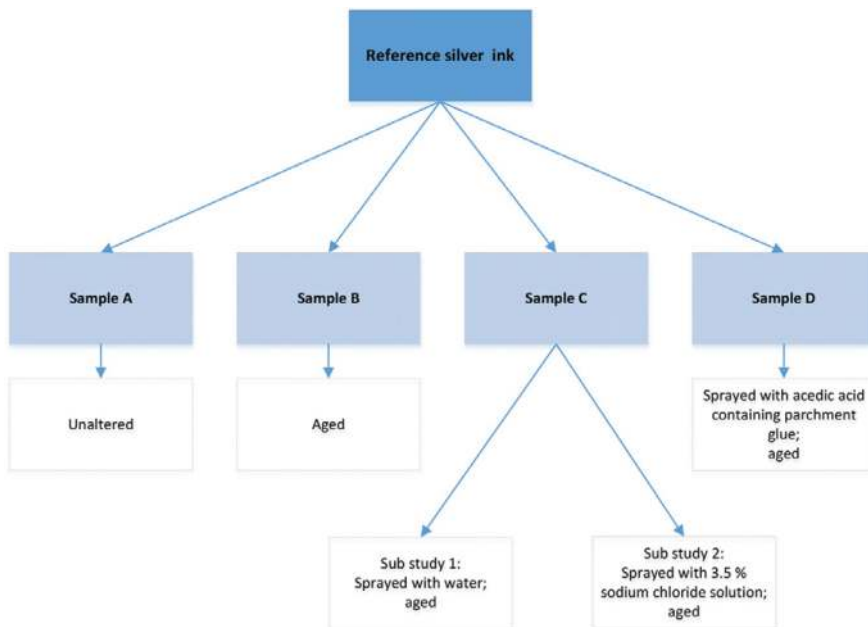 Reference silver ink
Sample A
Sample B
Sample C
Sample D
Unaltered
Aged
Sprayed with acedic acid
containing parchment
glue;
aged
Sub study 1:
Sprayed with water;
aged
Sub study 2:
Sprayed with 3.5 %
sodium chloride solution;
aged